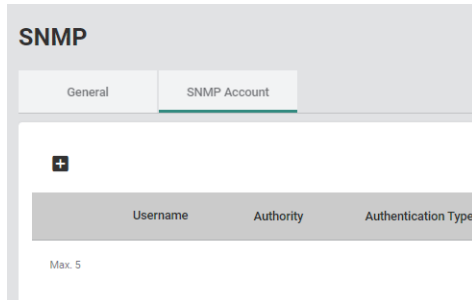 SNMP
General SNMP Account
Username Authority Authentication Type
Max. 5